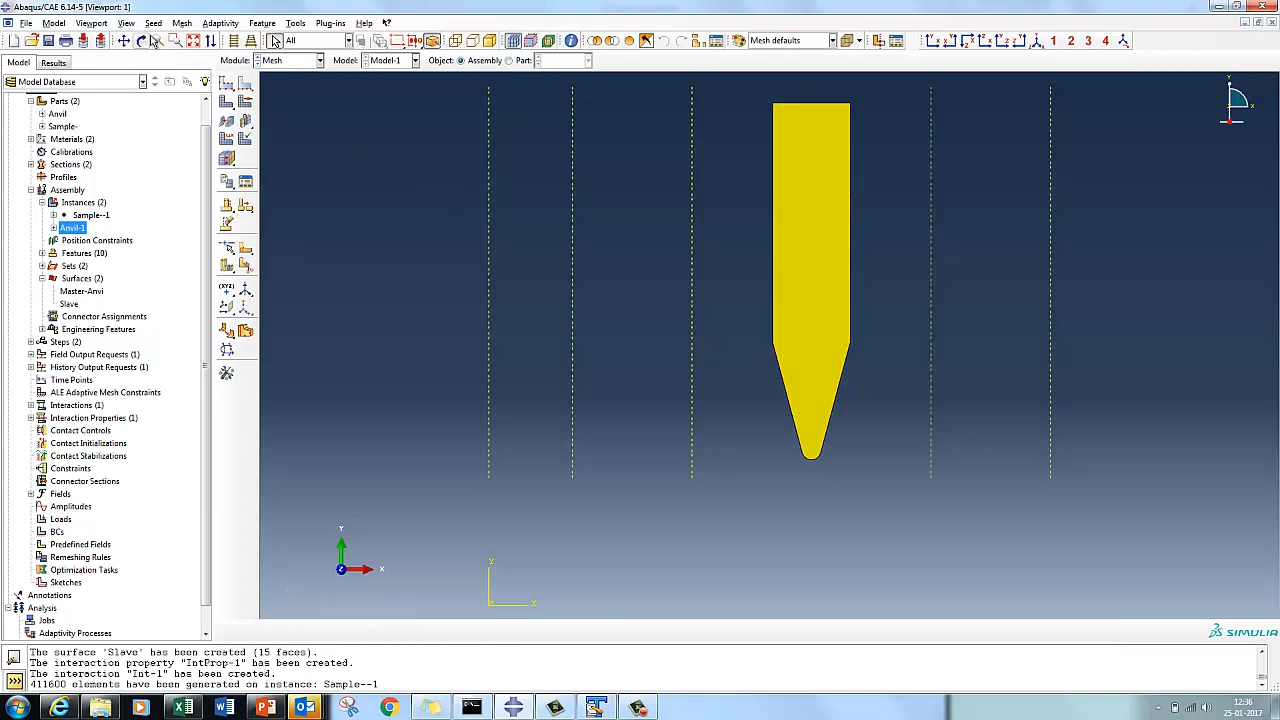 Abaqus/CAE 6.14-5 [Viewport: 1]
File Model Viewport View Seed Mesh Adaptivity Feature Tools Plug-ins Help
All Mesh defaults 1 2 3 4
Model Results Module: Mesh Model: Model-1 Object: Assembly Part:
Model Database
Parts (2)
Anvil
Sample-
Materials (2)
Calibrations
Sections (2)
Profiles
Assembly
Instances (2)
Sample--1
Anvil-1
Position Constraints
Features (10)
Sets (2)
Surfaces (2)
Master-Anvi
Slave
Connector Assignments
Engineering Features
Steps (2)
Field Output Requests (1)
History Output Requests (1)
Time Points
ALE Adaptive Mesh Constraints
Interactions (1)
Interaction Properties (1)
Contact Controls
Contact Initializations
Contact Stabilizations
Constraints
Connector Sections
Fields
Amplitudes
Loads
BCs
Predefined Fields
Remeshing Rules
Optimization Tasks
Sketches
Annotations
Analysis
Jobs
Adaptivity Processes
Y
X
Y
X
Z
Y
X
SIMULIA
The surface 'Slave' has been created (15 faces).
The interaction property "IntProp-1" has been created.
The interaction "Int-1" has been created.
411600 elements have been generated on instance: Sample--1
12:36
25-01-2017